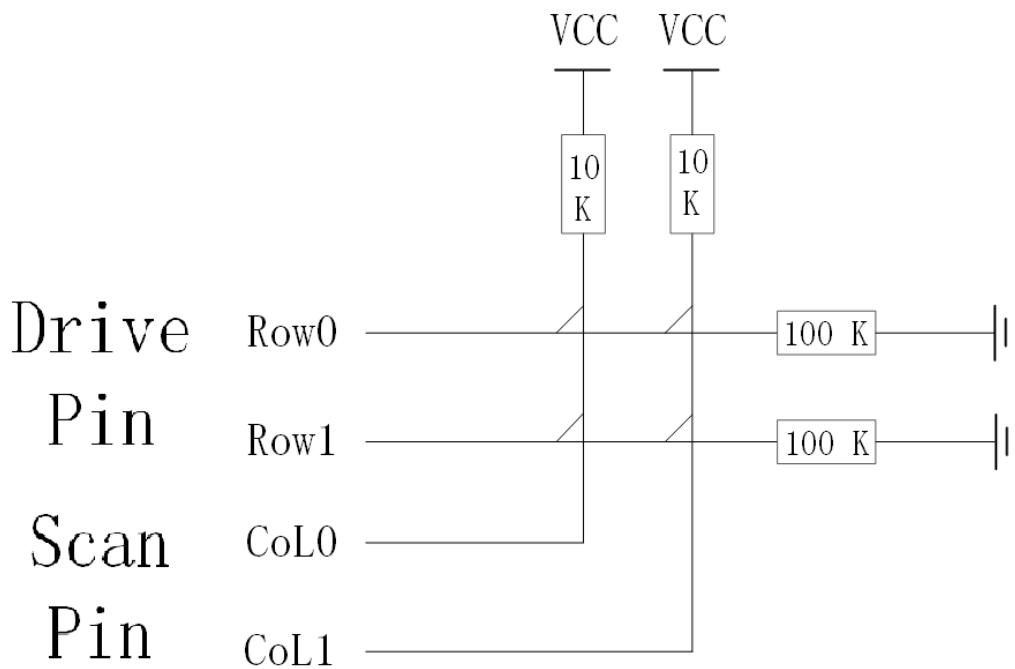 VCC VCC
10 K
10 K
Drive Pin
Row0
100 K
Row1
100 K
Scan Pin
CoL0
CoL1